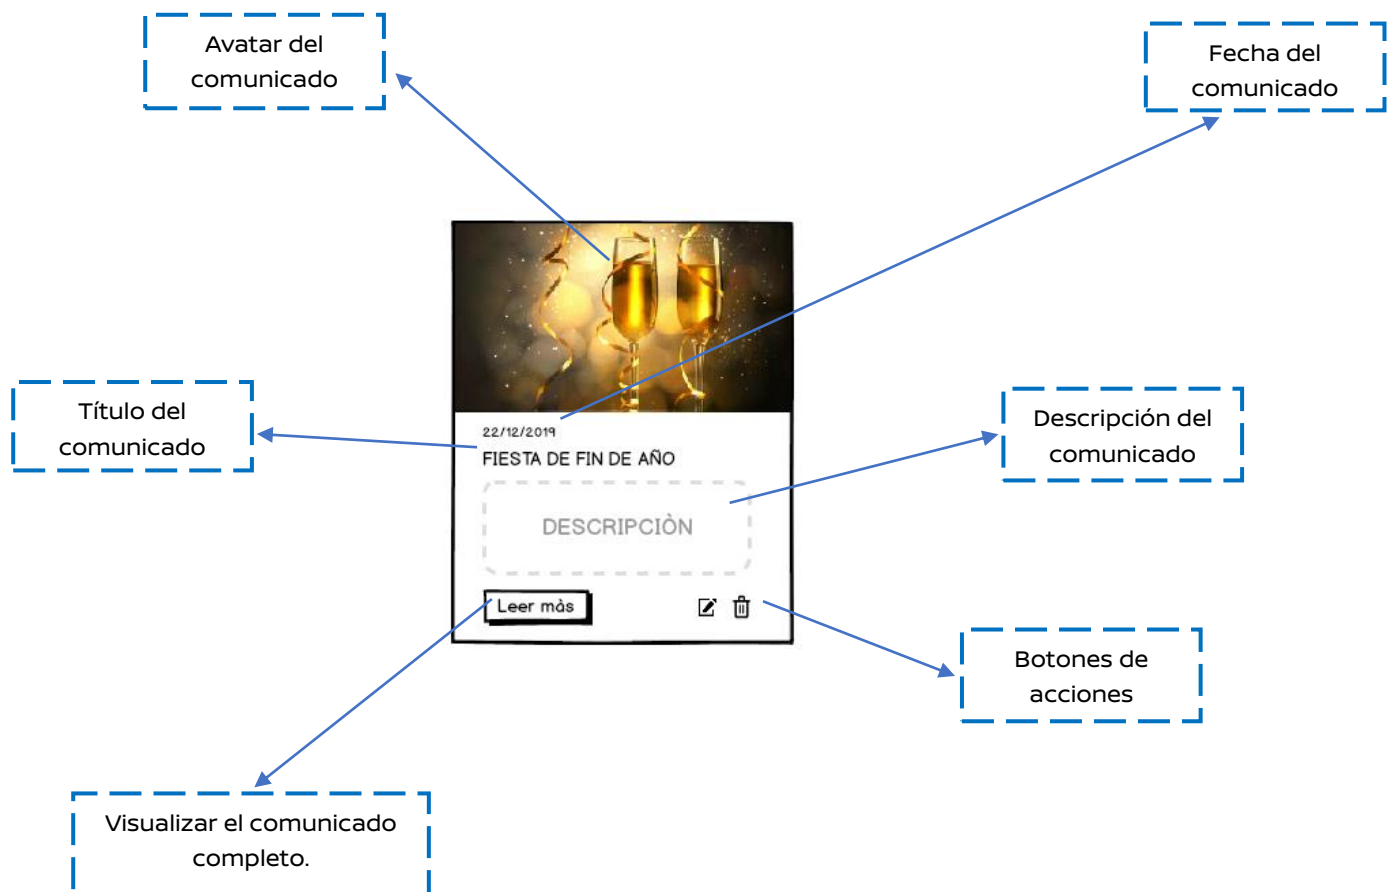 Avatar del
comunicado
Fecha del
comunicado
Título del
comunicado
22/12/2019
FIESTA DE FIN DE AÑO
DESCRIPCIÒN
Leer màs
Descripción del
comunicado
Botones de
acciones
Visualizar el comunicado
completo.